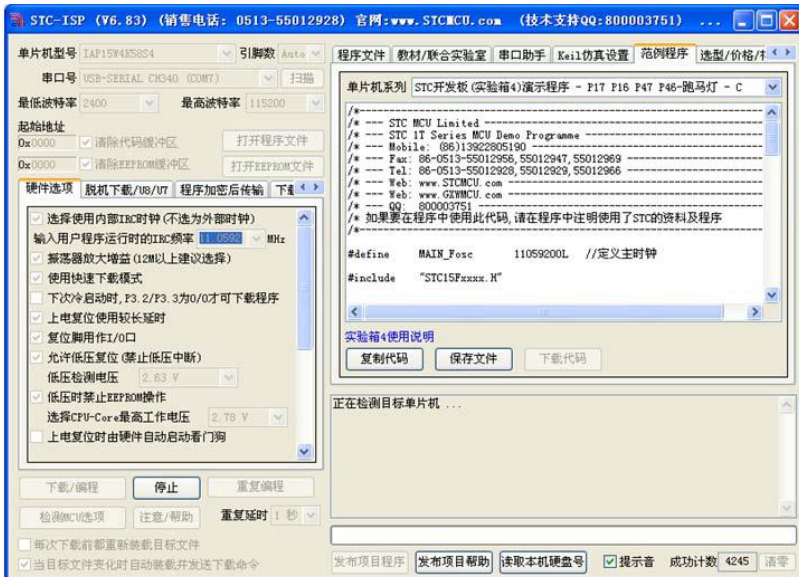 STC-ISP (V6.83) (销售电话: 0513-55012928) 官网:www.STCMCU.com (技术支持QQ:800003751) ...
单片机型号 IAP15W4K58S4 引脚数 Auto
串口号 USB-SERIAL CH340 (COM7) 扫描
最低波特率 2400 最高波特率 115200
起始地址
0x0000 清除代码缓冲区 打开程序文件
0x0000 清除EEPROM缓冲区 打开EEPROM文件
硬件选项 脱机下载/U8/U7 程序加密后传输
选择使用内部IRC时钟(不选为外部时钟)
输入用户程序运行时的IRC频率 11.0592 MHz
振荡器放大增益(12M以上建议选择)
使用快速下载模式
下次冷启动时,P3.2/P3.3为0/0才可下载程序
上电复位使用较长延时
复位脚用作I/O口
允许低压复位(禁止低压中断)
低压检测电压 2.63 V
低压时禁止EEPROM操作
选择CPU-Core最高工作电压 2.78 V
上电复位时由硬件自动启动看门狗
下载/编程 停止 重复编程
检测MCU选项 注意/帮助 重复延时 1 秒
每次下载前都重新装载目标文件
当目标文件变化时自动装载并发送下载命令
程序文件 教材/联合实验室 串口助手 Keil仿真设置 范例程序 选型/价格/
单片机系列 STC开发板(实验箱4)演示程序 - P17 P16 P47 P46-跑马灯 - C
/*---------------------------------------------------------------------
/* --- STC MCU Limited ------------------------------------------------
/* --- STC 1T Series MCU Demo Programme -------------------------------
/* --- Mobile: (86)13922805190 ----------------------------------------
/* --- Fax: 86-0513-55012956,55012947,55012969 ------------------------
/* --- Tel: 86-0513-55012928,55012929,55012966 ------------------------
/* --- Web: www.STCMCU.com --------------------------------------------
/* --- Web: www.GXWMCU.com --------------------------------------------
/* --- QQ: 800003751 --------------------------------------------------
/* 如果要在程序中使用此代码,请在程序中注明使用了STC的资料及程序
/*---------------------------------------------------------------------
#define MAIN_Fosc 11059200L //定义主时钟
#include "STC15Fxxxx.H"
实验箱4使用说明
复制代码 保存文件 下载代码
正在检测目标单片机 ...
发布项目程序 发布项目帮助 读取本机硬盘号 提示音 成功计数 4245 清零